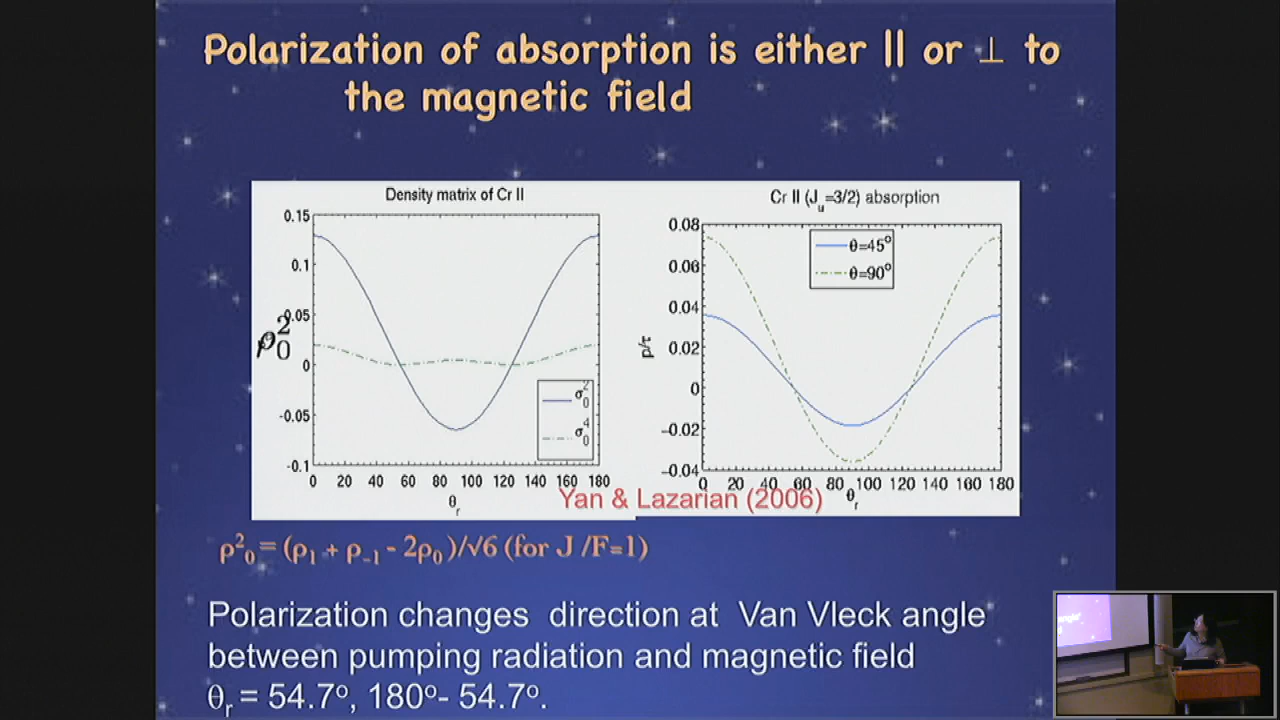 Polarization of absorption is either || or ⊥ to
the magnetic field
Density matrix of Cr II
0.15
0.1
0.05
0
-0.05
-0.1
ρ²₀
σ²₀
σ⁴₀
0 20 40 60 80 100 120 140 160 180
θr
Cr II (Ju=3/2) absorption
0.08
0.06
0.04
0.02
0
−0.02
−0.04
p/τ
θ=45°
θ=90°
0 20 40 60 80 100 120 140 160 180
θr
Yan & Lazarian (2006)
ρ²₀ = (ρ₁ + ρ₋₁ - 2ρ₀)/√6 (for J /F=1)
Polarization changes direction at Van Vleck angle
between pumping radiation and magnetic field
θr = 54.7°, 180°- 54.7°.